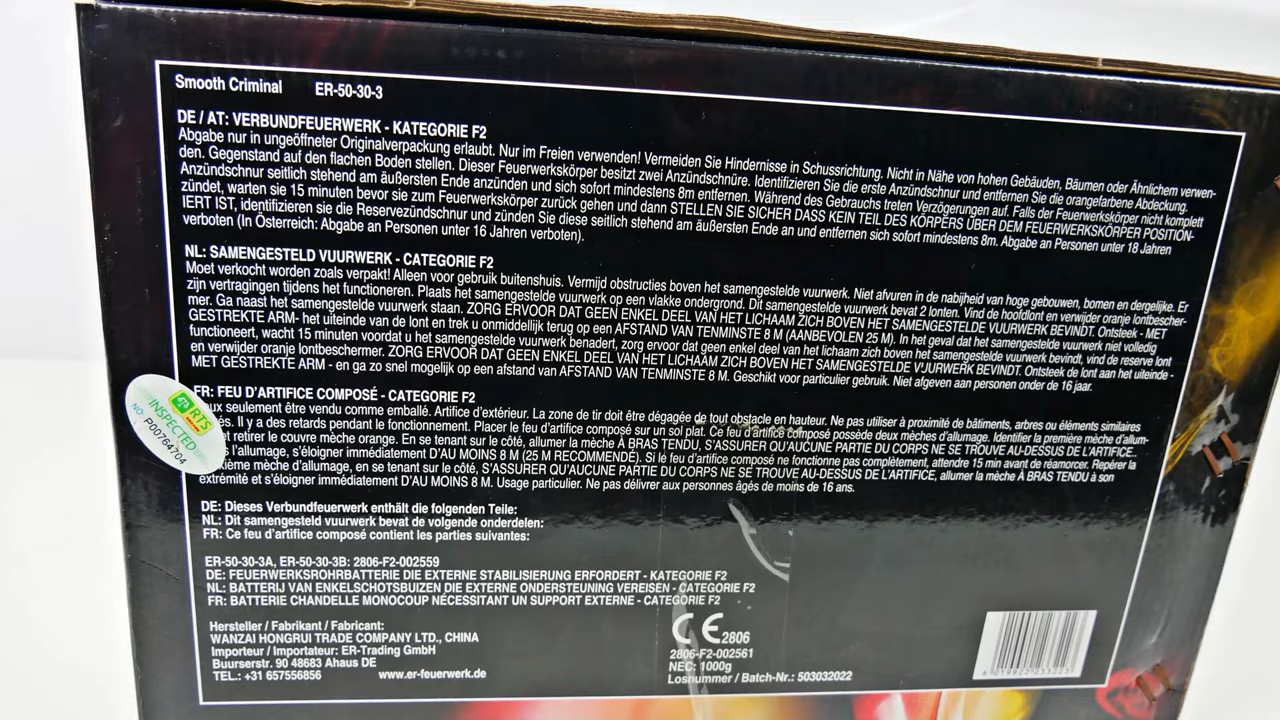 Smooth Criminal ER-50-30-3
DE / AT: VERBUNDFEUERWERK - KATEGORIE F2
Abgabe nur in ungeöffneter Originalverpackung erlaubt. Nur im Freien verwenden! Vermeiden Sie Hindernisse in Schussrichtung. Nicht in Nähe von hohen Gebäuden, Bäumen oder Ähnlichem verwen-
den. Gegenstand auf den flachen Boden stellen. Dieser Feuerwerkskörper besitzt zwei Anzündschnüre. Identifizieren Sie die erste Anzündschnur und entfernen Sie die orangefarbene Abdeckung.
Anzündschnur seitlich stehend am äußersten Ende anzünden und sich sofort mindestens 8m entfernen. Während des Gebrauchs treten Verzögerungen auf. Falls der Feuerwerkskörper nicht komplett
zündet, warten sie 15 minuten bevor sie zum Feuerwerkskörper zurück gehen und dann STELLEN SIE SICHER DASS KEIN TEIL DES KÖRPERS ÜBER DEM FEUERWERKSKÖRPER POSITION-
IERT IST, identifizieren sie die Reservezündschnur und zünden Sie diese seitlich stehend am äußersten Ende an und entfernen sich sofort mindestens 8m. Abgabe an Personen unter 18 Jahren
verboten (In Österreich: Abgabe an Personen unter 16 Jahren verboten).
NL: SAMENGESTELD VUURWERK - CATEGORIE F2
Moet verkocht worden zoals verpakt! Alleen voor gebruik buitenshuis. Vermijd obstructies boven het samengestelde vuurwerk. Niet afvuren in de nabijheid van hoge gebouwen, bomen en dergelijke. Er
zijn vertragingen tijdens het functioneren. Plaats het samengestelde vuurwerk op een vlakke ondergrond. Dit samengestelde vuurwerk bevat 2 lonten. Vind de hoofdlont en verwijder oranje lontbescher-
mer. Ga naast het samengestelde vuurwerk staan. ZORG ERVOOR DAT GEEN ENKEL DEEL VAN HET LICHAAM ZICH BOVEN HET SAMENGESTELDE VUURWERK BEVINDT. Ontsteek - MET
GESTREKTE ARM- het uiteinde van de lont en trek u onmiddellijk terug op een AFSTAND VAN TENMINSTE 8 M (AANBEVOLEN 25 M). In het geval dat het samengestelde vuurwerk niet volledig
functioneert, wacht 15 minuten voordat u het samengestelde vuurwerk benadert, zorg ervoor dat geen enkel deel van het lichaam zich boven het samengestelde vuurwerk bevindt, vind de reserve lont
en verwijder oranje lontbeschermer. ZORG ERVOOR DAT GEEN ENKEL DEEL VAN HET LICHAAM ZICH BOVEN HET SAMENGESTELDE VUURWERK BEVINDT. Ontsteek de lont aan het uiteinde -
MET GESTREKTE ARM - en ga zo snel mogelijk op een afstand van AFSTAND VAN TENMINSTE 8 M. Geschikt voor particulier gebruik. Niet afgeven aan personen onder de 16 jaar.
FR: FEU D'ARTIFICE COMPOSÉ - CATEGORIE F2
seulement être vendu comme emballé. Artifice d'extérieur. La zone de tir doit être dégagée de tout obstacle en hauteur. Ne pas utiliser à proximité de bâtiments, arbres ou éléments similaires
Il y a des retards pendant le fonctionnement. Placer le feu d'artifice composé sur un sol plat. Ce feu d'artifice composé possède deux mèches d'allumage. Identifier la première mèche d'allum-
et retirer le couvre mèche orange. En se tenant sur le côté, allumer la mèche À BRAS TENDU. S'ASSURER QU'AUCUNE PARTIE DU CORPS NE SE TROUVE AU-DESSUS DE L'ARTIFICE..
l'allumage, s'éloigner immédiatement D'AU MOINS 8 M (25 M RECOMMENDÉ). Si le feu d'artifice composé ne fonctionne pas complètement, attendre 15 min avant de réamorcer. Repérer la
mèche d'allumage, en se tenant sur le côté, S'ASSURER QU'AUCUNE PARTIE DU CORPS NE SE TROUVE AU-DESSUS DE L'ARTIFICE, allumer la mèche À BRAS TENDU à son
extrémité et s'éloigner immédiatement D'AU MOINS 8 M. Usage particulier. Ne pas délivrer aux personnes âgés de moins de 16 ans.
RTS
INSPECTED
NO: P00764704
DE: Dieses Verbundfeuerwerk enthält die folgenden Teile:
NL: Dit samengesteld vuurwerk bevat de volgende onderdelen:
FR: Ce feu d'artifice composé contient les parties suivantes:
ER-50-30-3A, ER-50-30-3B: 2806-F2-002559
DE: FEUERWERKSROHRBATTERIE DIE EXTERNE STABILISIERUNG ERFORDERT - KATEGORIE F2
NL: BATTERIJ VAN ENKELSCHOTSBUIZEN DIE EXTERNE ONDERSTEUNING VEREISEN - CATEGORIE F2
FR: BATTERIE CHANDELLE MONOCOUP NÉCESSITANT UN SUPPORT EXTERNE - CATEGORIE F2
Hersteller / Fabrikant / Fabricant:
WANZAI HONGRUI TRADE COMPANY LTD., CHINA
Importeur / Importateur: ER-Trading GmbH
Buurserstr. 90 48683 Ahaus DE
TEL.: +31 657556856 www.er-feuerwerk.de
CE 2806
2806-F2-002561
NEC: 1000g
Losnummer / Batch-Nr.: 503032022